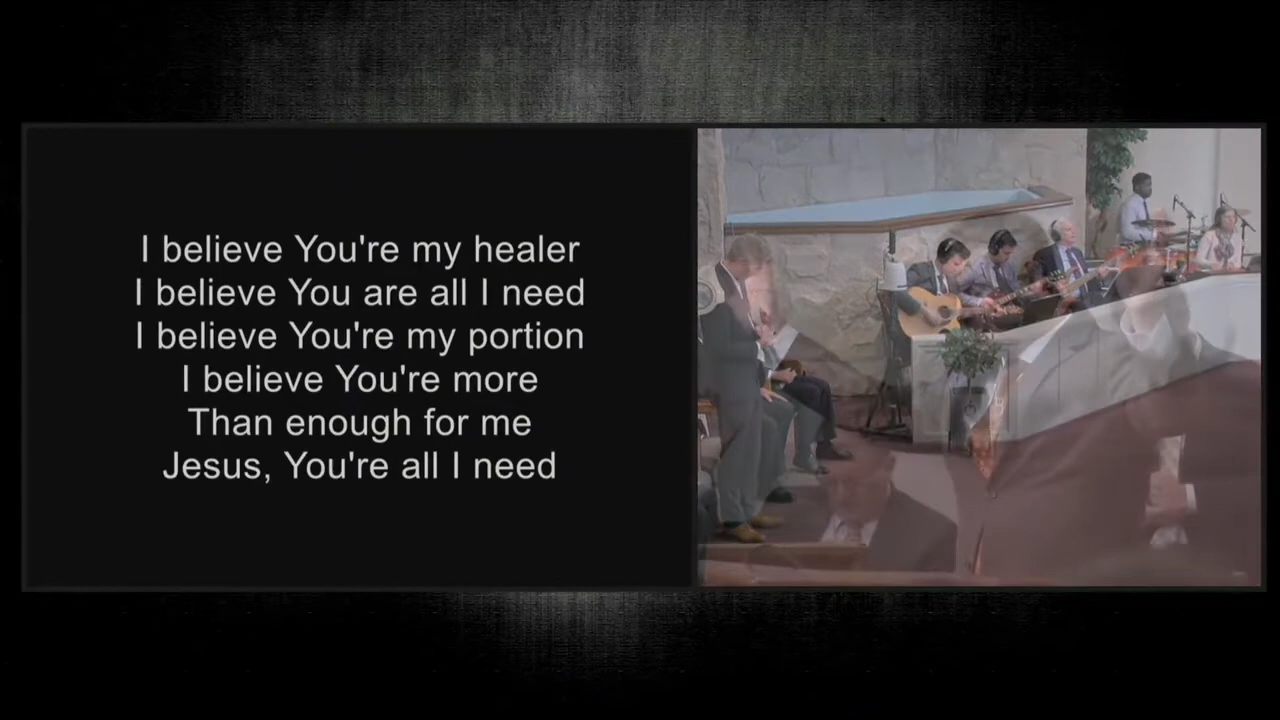 I believe You're my healer
I believe You are all I need
I believe You're my portion
I believe You're more
Than enough for me
Jesus, You're all I need